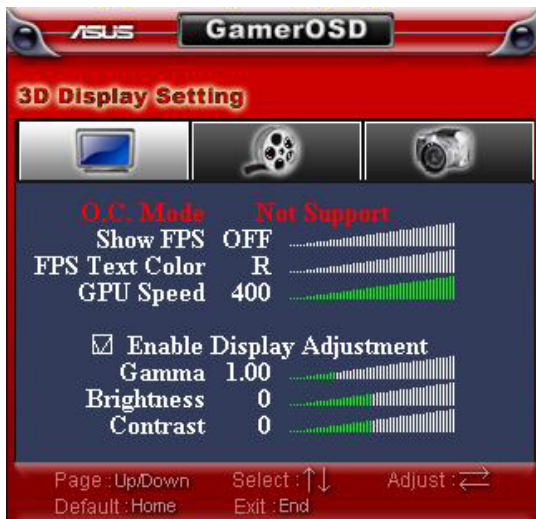 ASUS GamerOSD
3D Display Setting
O.C. Mode Not Support
Show FPS OFF
FPS Text Color R
GPU Speed 400
Enable Display Adjustment
Gamma 1.00
Brightness 0
Contrast 0
Page : Up/Down Select : ↑↓ Adjust : ⇄
Default : Home Exit : End